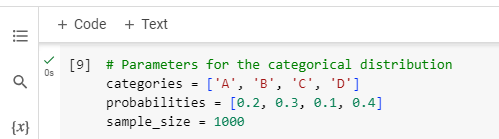 + Code + Text
[9] # Parameters for the categorical distribution
0s
categories = ['A', 'B', 'C', 'D']
probabilities = [0.2, 0.3, 0.1, 0.4]
{x} sample_size = 1000